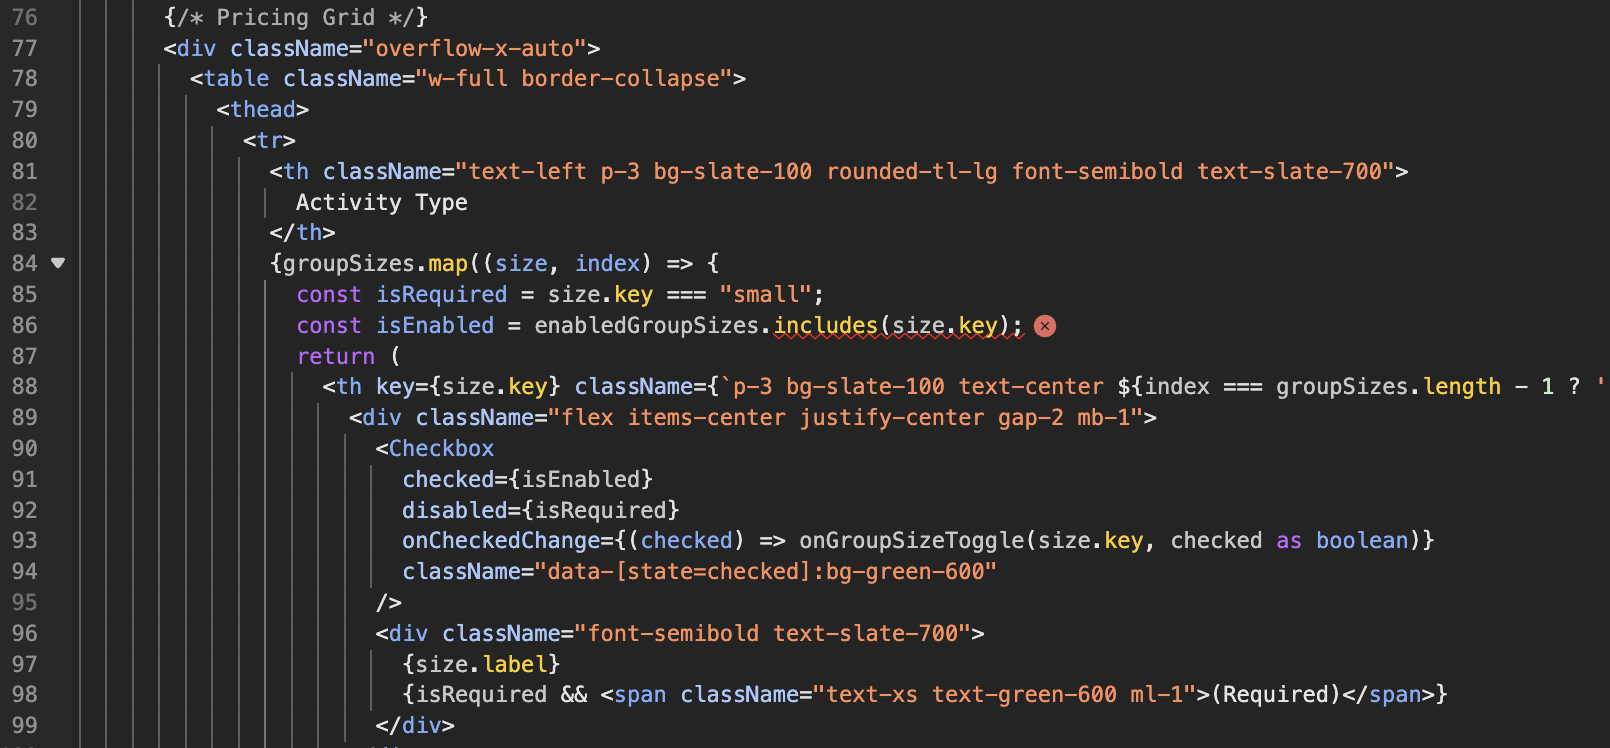 76 {/* Pricing Grid */}
77 <div className="overflow-x-auto">
78 <table className="w-full border-collapse">
79 <thead>
80 <tr>
81 <th className="text-left p-3 bg-slate-100 rounded-tl-lg font-semibold text-slate-700">
82 Activity Type
83 </th>
84 {groupSizes.map((size, index) => {
85 const isRequired = size.key === "small";
86 const isEnabled = enabledGroupSizes.includes(size.key);
87 return (
88 <th key={size.key} className={`p-3 bg-slate-100 text-center ${index === groupSizes.length - 1 ? '
89 <div className="flex items-center justify-center gap-2 mb-1">
90 <Checkbox
91 checked={isEnabled}
92 disabled={isRequired}
93 onCheckedChange={(checked) => onGroupSizeToggle(size.key, checked as boolean)}
94 className="data-[state=checked]:bg-green-600"
95 />
96 <div className="font-semibold text-slate-700">
97 {size.label}
98 {isRequired && <span className="text-xs text-green-600 ml-1">(Required)</span>}
99 </div>